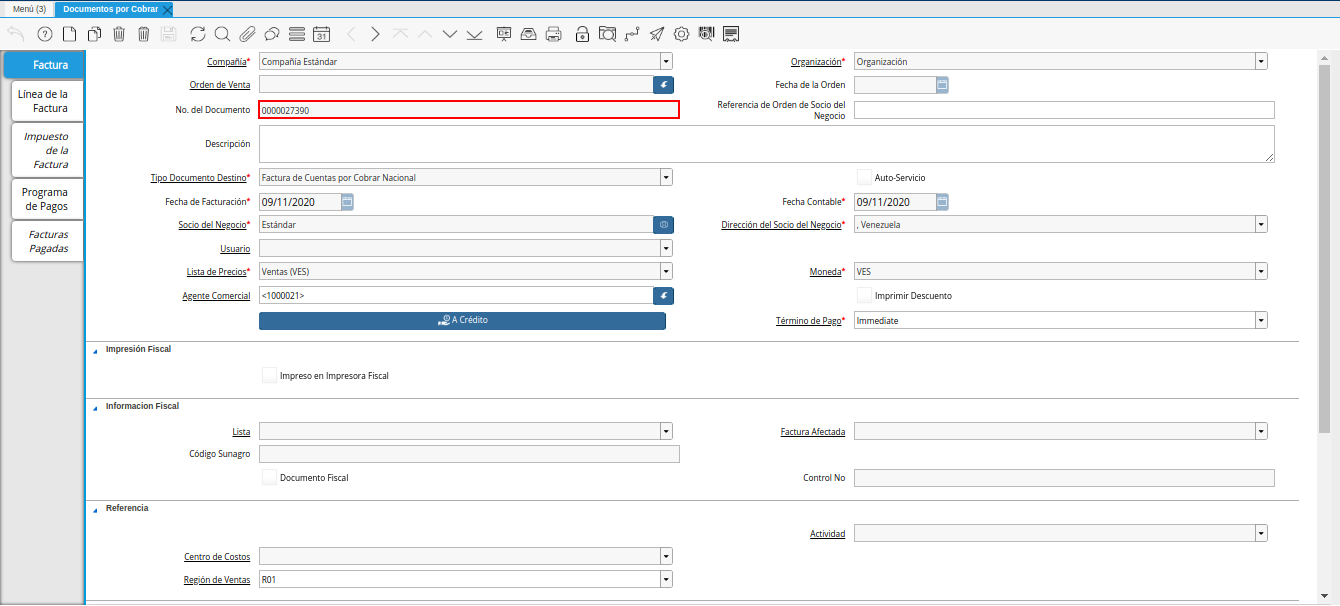 Menú (3) Documentos por Cobrar
31
Factura
Línea de la
Factura
Impuesto
de la
Factura
Programa
de Pagos
Facturas
Pagadas
Compañía* Compañía Estándar Organización* Organización
Orden de Venta Fecha de la Orden
No. del Documento 0000027390 Referencia de Orden de Socio del
Negocio
Descripción
Tipo Documento Destino* Factura de Cuentas por Cobrar Nacional Auto-Servicio
Fecha de Facturación* 09/11/2020 Fecha Contable* 09/11/2020
Socio del Negocio* Estándar Dirección del Socio del Negocio* , Venezuela
Usuario
Lista de Precios* Ventas (VES) Moneda* VES
Agente Comercial <1000021> Imprimir Descuento
A Crédito Término de Pago* Immediate
Impresión Fiscal
Impreso en Impresora Fiscal
Informacion Fiscal
Lista Factura Afectada
Código Sunagro
Documento Fiscal Control No
Referencia
Actividad
Centro de Costos
Región de Ventas R01